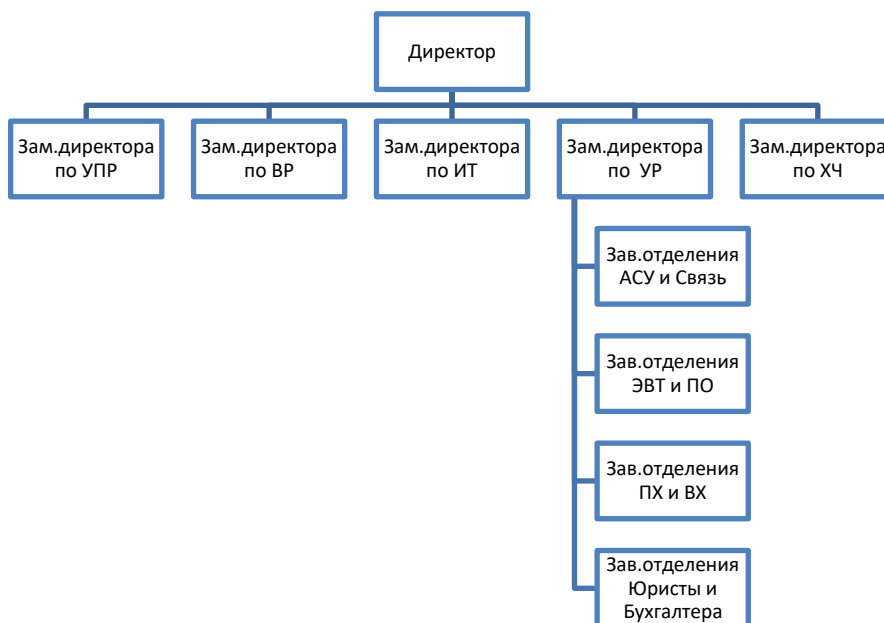 Директор
Зам.директора
по УПР
Зам.директора
по ВР
Зам.директора
по ИТ
Зам.директора
по УР
Зам.директора
по ХЧ
Зав.отделения
АСУ и Связь
Зав.отделения
ЭВТ и ПО
Зав.отделения
ПХ и ВХ
Зав.отделения
Юристы и
Бухгалтера